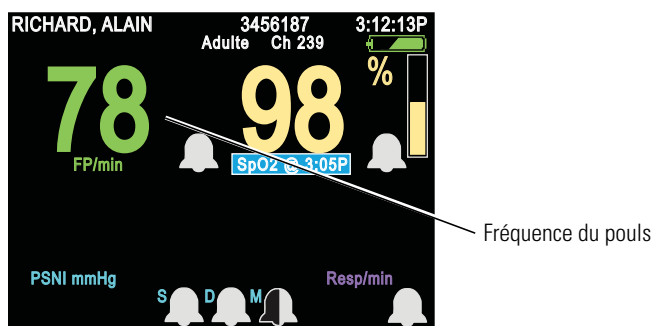 RICHARD, ALAIN 3456187 3:12:13P
Adulte Ch 239
78 98 %
FP/min SpO2 @ 3:05P
Fréquence du pouls
PSNI mmHg Resp/min
S D M